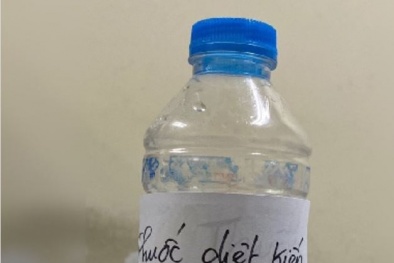 Thuốc diệt kiến